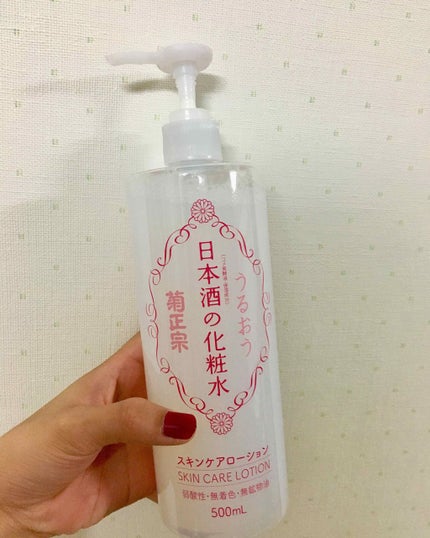 うるおう
日本酒の化粧水
菊正宗
スキンケアローション
SKIN CARE LOTION
弱酸性・無着色・無鉱物油
500mL